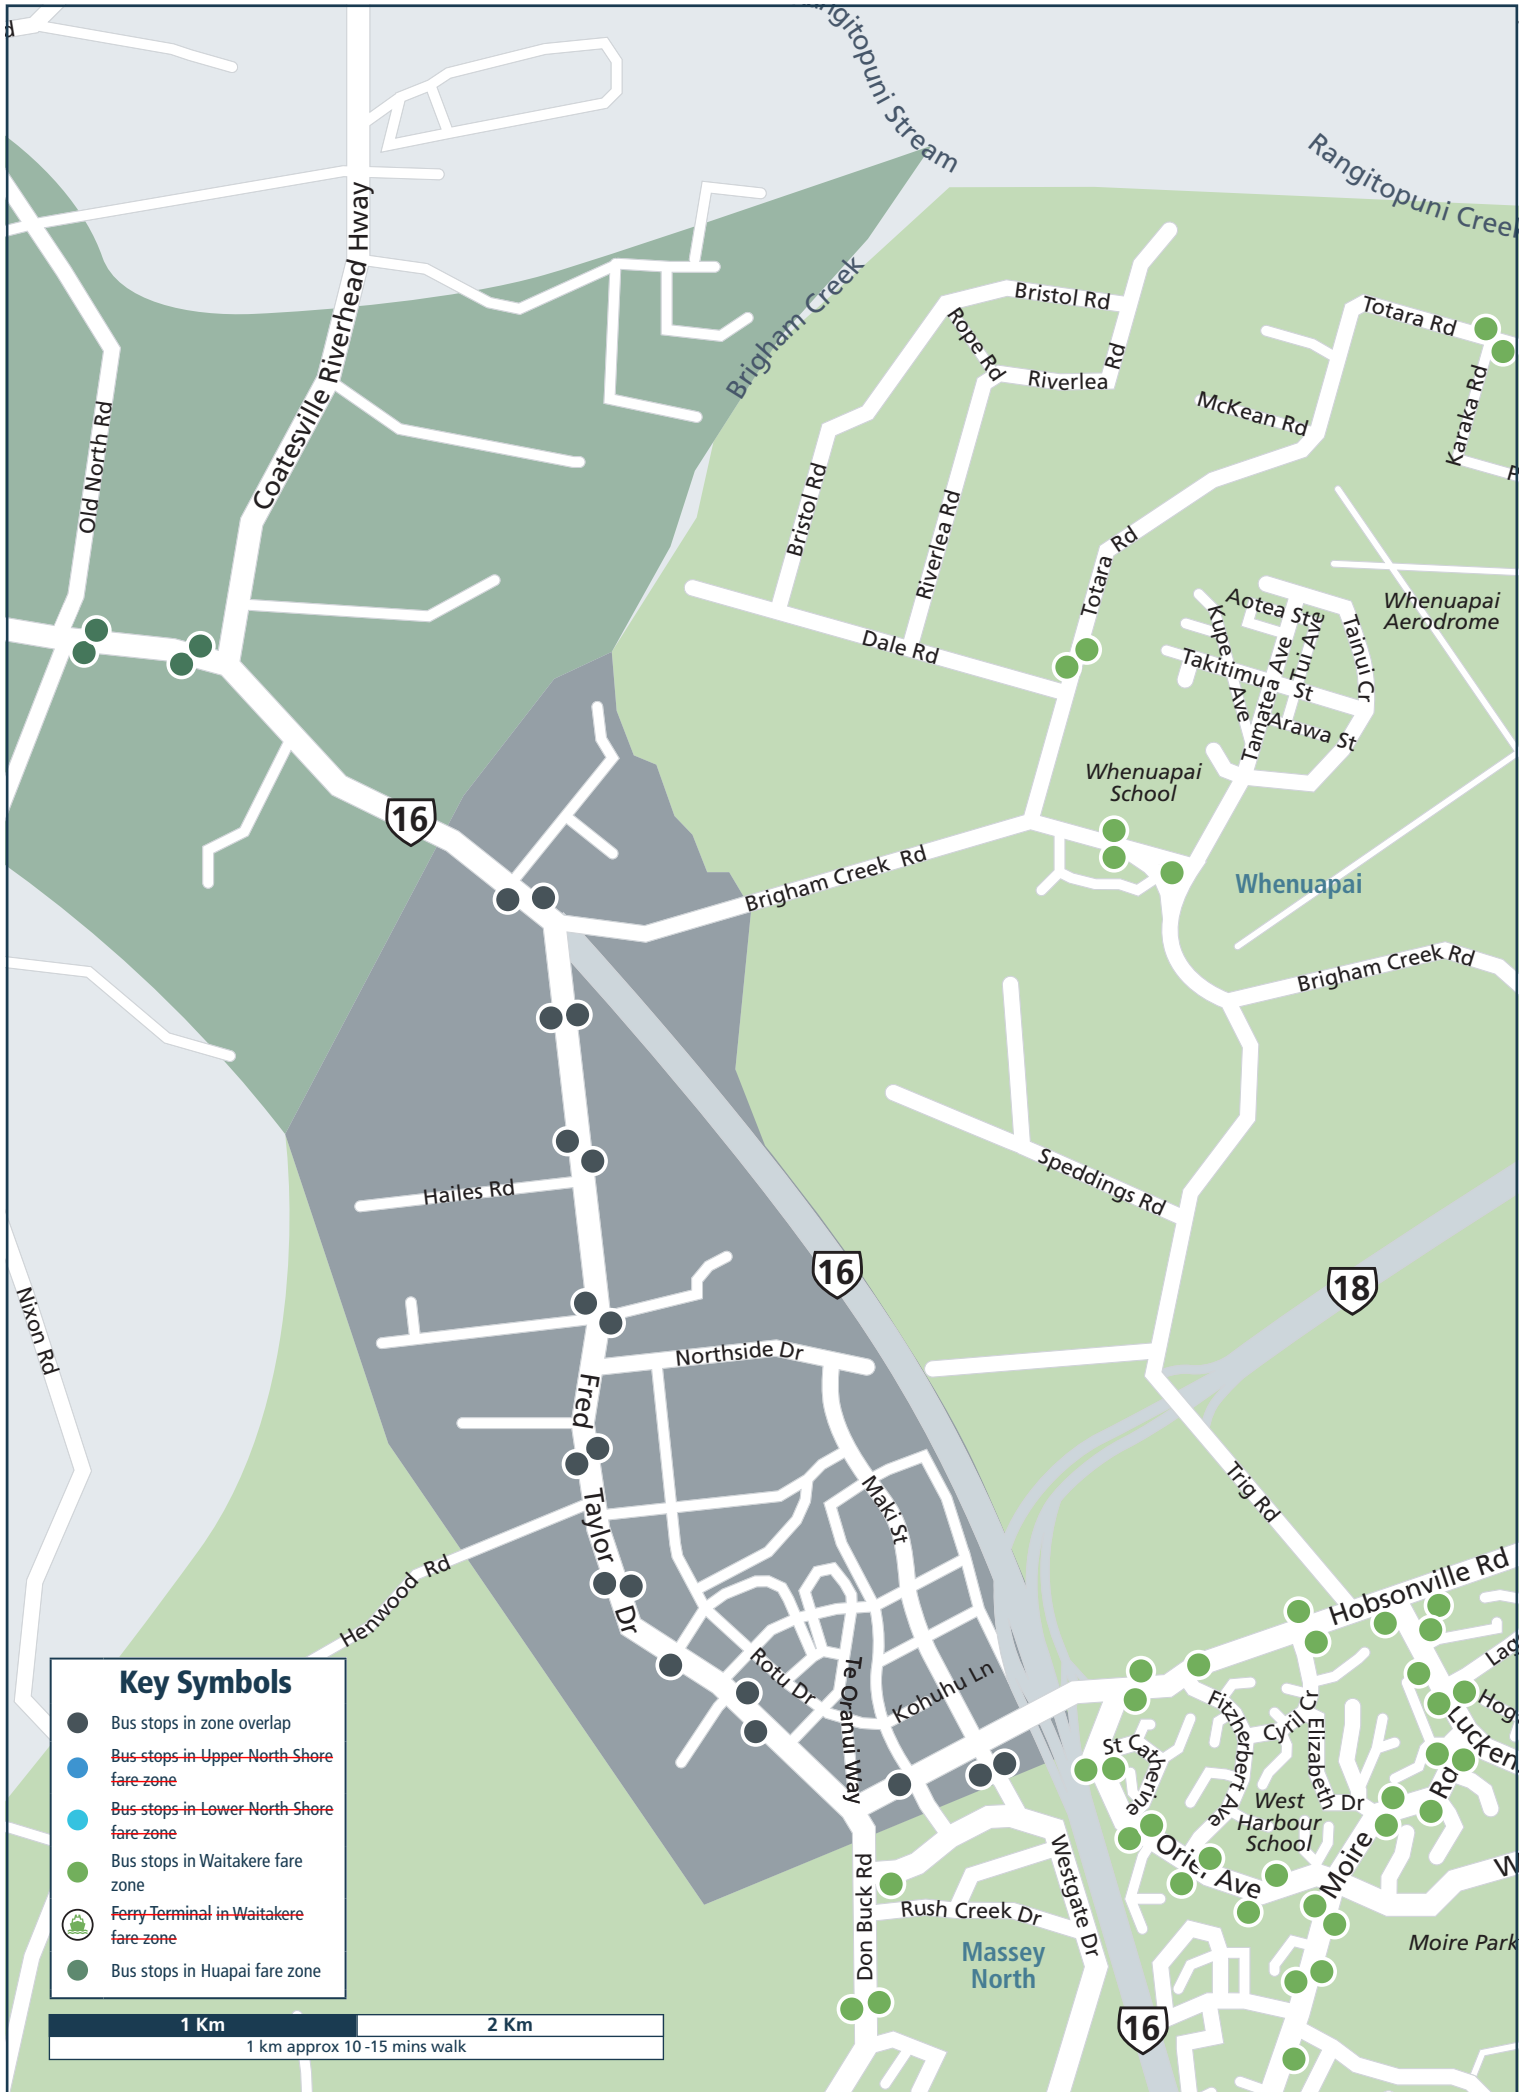 Rangitopuni Creek
ngitopuni Stream
Coatesville Riverhead Hway
Old North Rd
Brigham Creek
Bristol Rd
Rope Rd
Riverlea
Rd
Totara Rd
McKean Rd
Karaka Rd
Bristol Rd
Riverlea Rd
Totara Rd
Dale Rd
Aotea St
Kupe
Ave
Takitimu
St
Tamatea Ave
Tui Ave
Tainui Cr
Arawa St
Whenuapai
Aerodrome
Whenuapai
School
16
Brigham Creek Rd
Whenuapai
Brigham Creek Rd
Speddings Rd
Hailes Rd
16
18
Nixon Rd
Northside Dr
Fred
Taylor
Dr
Maki St
Trig Rd
Henwood Rd
Hobsonville Rd
Rotu Dr
Te Oranui Way
Kohuhu Ln
Fitzherbert Ave
Cyril Cr
Elizabeth
Dr
St Catherine
West
Harbour
School
Oriel Ave
Moire
Rd
Westgate Dr
Don Buck Rd
Rush Creek Dr
Massey
North
Moire Park
16
Key Symbols
Bus stops in zone overlap
Bus stops in Upper North Shore
fare zone
Bus stops in Lower North Shore
fare zone
Bus stops in Waitakere fare
zone
Ferry Terminal in Waitakere
fare zone
Bus stops in Huapai fare zone
1 Km 2 Km
1 km approx 10 -15 mins walk